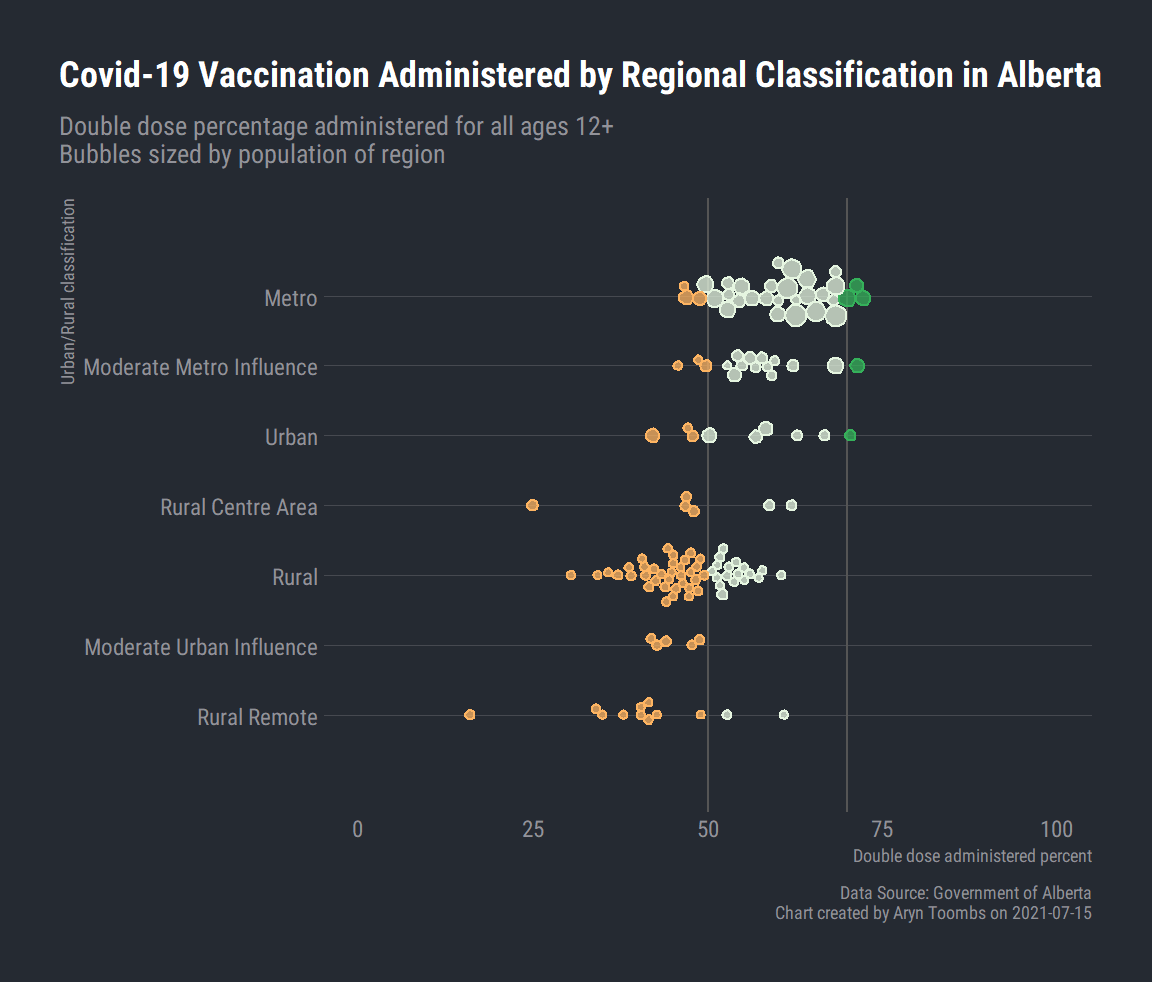 Covid-19 Vaccination Administered by Regional Classification in Alberta
Double dose percentage administered for all ages 12+
Bubbles sized by population of region
Urban/Rural classification
Metro
Moderate Metro Influence
Urban
Rural Centre Area
Rural
Moderate Urban Influence
Rural Remote
0 25 50 75 100
Double dose administered percent
Data Source: Government of Alberta
Chart created by Aryn Toombs on 2021-07-15